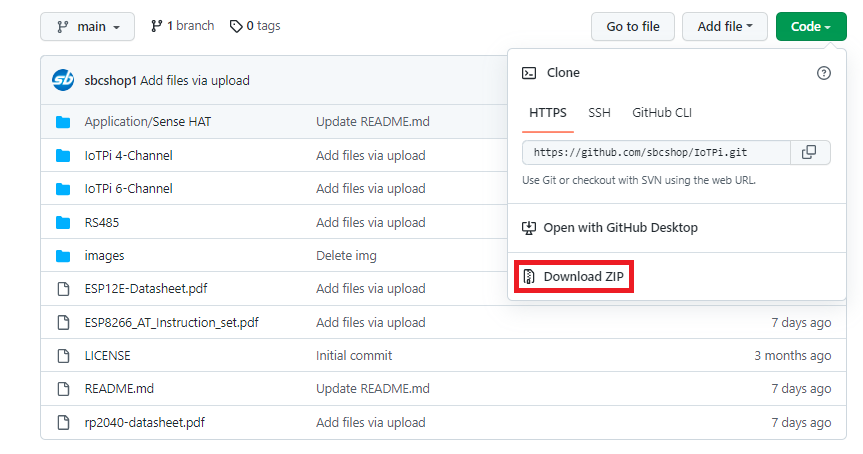 main 1 branch 0 tags Go to file Add file Code
sb sbcshop1 Add files via upload
Clone
HTTPS SSH GitHub CLI
https://github.com/sbcshop/IoTPi.git
Use Git or checkout with SVN using the web URL.
Open with GitHub Desktop
Download ZIP
Application/Sense HAT Update README.md
IoTPi 4-Channel Add files via upload
IoTPi 6-Channel Add files via upload
RS485 Add files via upload
images Delete img
ESP12E-Datasheet.pdf Add files via upload
ESP8266_AT_Instruction_set.pdf Add files via upload 7 days ago
LICENSE Initial commit 3 months ago
README.md Update README.md 7 days ago
rp2040-datasheet.pdf Add files via upload 7 days ago